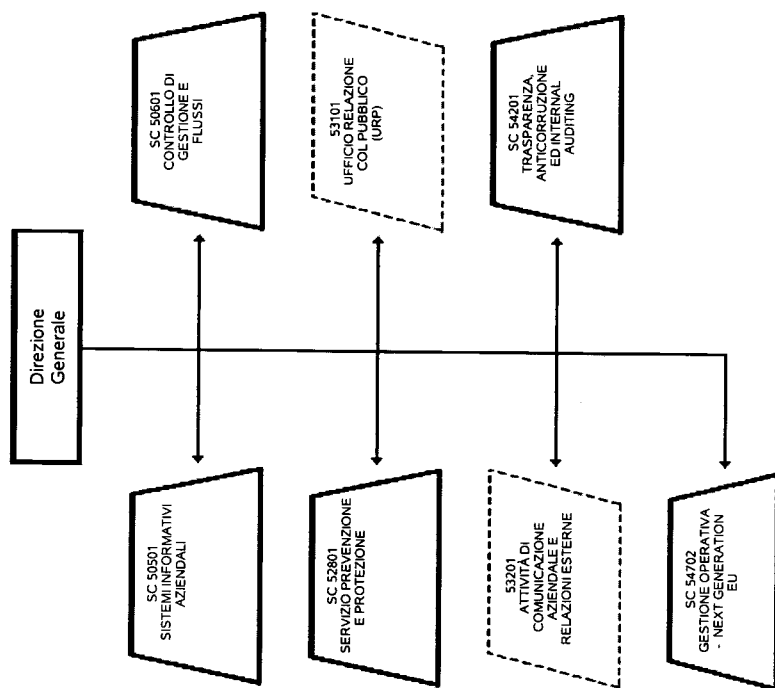 Direzione
Generale
SC 50501
SISTEMI INFORMATIVI
AZIENDALI
SC 50601
CONTROLLO DI
GESTIONE E
FLUSSI
SC 52801
SERVIZIO PREVENZIONE
E PROTEZIONE
53101
UFFICIO RELAZIONE
COL PUBBLICO
(URP)
53201
ATTIVITÀ DI
COMUNICAZIONE
AZIENDALE E
RELAZIONI ESTERNE
SC 54201
TRASPARENZA,
ANTICORRUZIONE
ED INTERNAL
AUDITING
SC 54702
GESTIONE OPERATIVA
- NEXT GENERATION
EU